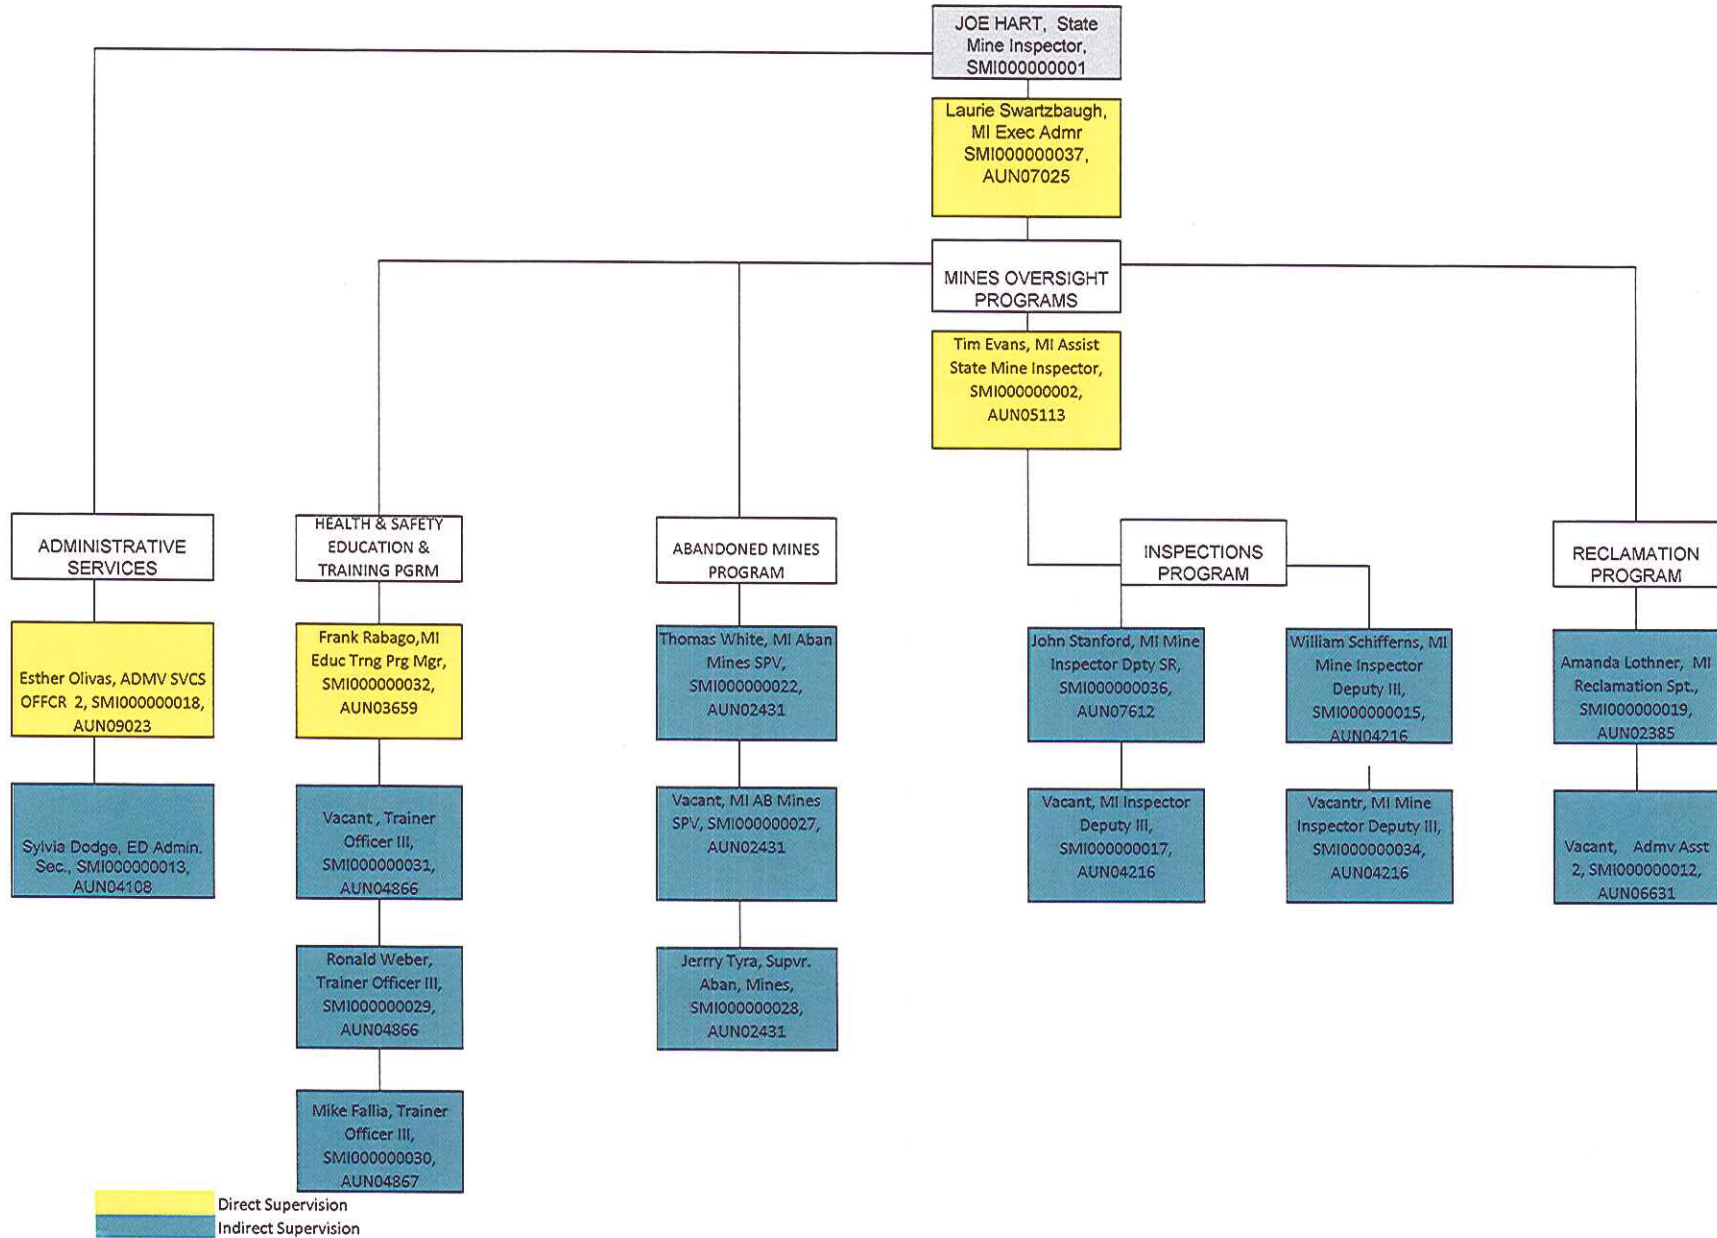 JOE HART, State
Mine Inspector,
SMI000000001
Laurie Swartzbaugh,
MI Exec Admr
SMI000000037,
AUN07025
MINES OVERSIGHT
PROGRAMS
Tim Evans, MI Assist
State Mine Inspector,
SMI000000002,
AUN05113
ADMINISTRATIVE
SERVICES
Esther Olivas, ADMV SVCS
OFFCR 2, SMI000000018,
AUN09023
Sylvia Dodge, ED Admin.
Sec., SMI000000013,
AUN04108
HEALTH & SAFETY
EDUCATION &
TRAINING PGRM
Frank Rabago,MI
Educ Trng Prg Mgr,
SMI000000032,
AUN03659
Vacant , Trainer
Officer III,
SMI000000031,
AUN04866
Ronald Weber,
Trainer Officer III,
SMI000000029,
AUN04866
Mike Fallia, Trainer
Officer III,
SMI000000030,
AUN04867
ABANDONED MINES
PROGRAM
Thomas White, MI Aban
Mines SPV,
SMI000000022,
AUN02431
Vacant, MI AB Mines
SPV, SMI000000027,
AUN02431
Jerrry Tyra, Supvr.
Aban, Mines,
SMI000000028,
AUN02431
INSPECTIONS
PROGRAM
John Stanford, MI Mine
Inspector Dpty SR,
SMI000000036,
AUN07612
Vacant, MI Inspector
Deputy III,
SMI000000017,
AUN04216
William Schifferns, MI
Mine Inspector
Deputy III,
SMI000000015,
AUN04216
Vacantr, MI Mine
Inspector Deputy III,
SMI000000034,
AUN04216
RECLAMATION
PROGRAM
Amanda Lothner, MI
Reclamation Spt.,
SMI000000019,
AUN02385
Vacant, Admv Asst
2, SMI000000012,
AUN06631
Direct Supervision
Indirect Supervision